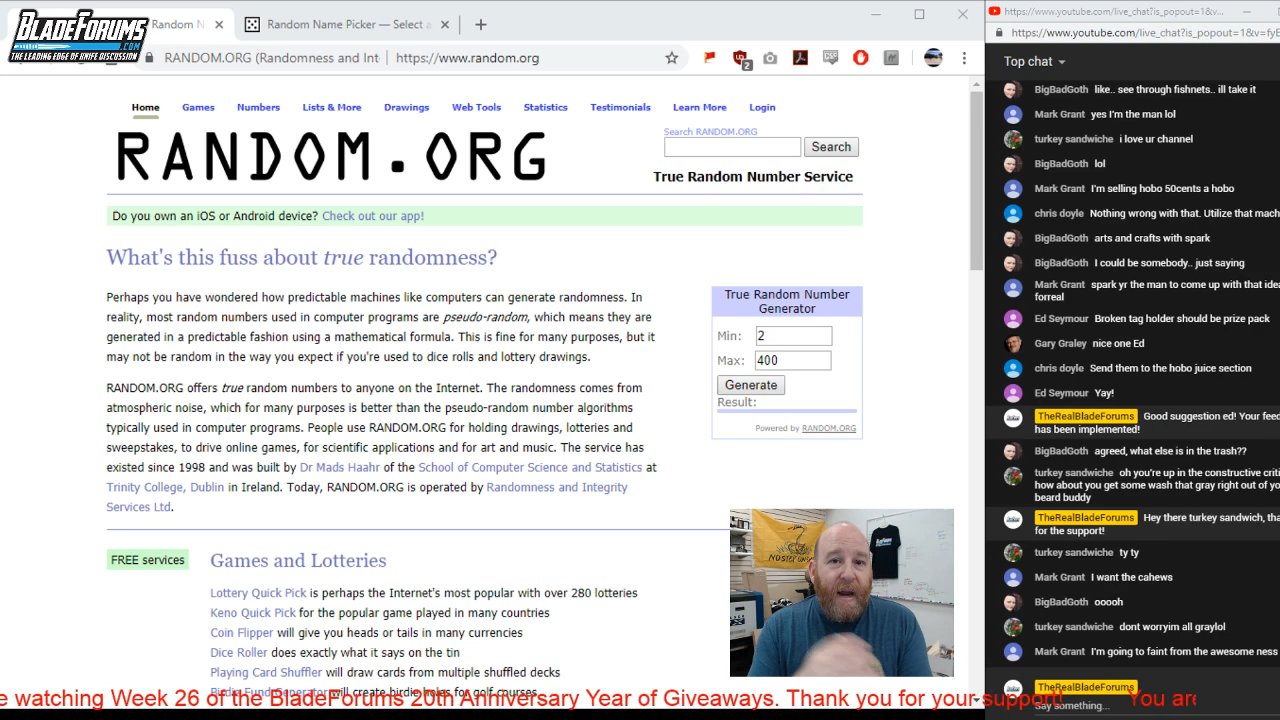 BLADEFORUMS
.COM
THE LEADING EDGE OF KNIFE DISCUSSION
Random N
Random Name Picker — Select a
RANDOM.ORG (Randomness and Int
https://www.random.org
2
Home Games Numbers Lists & More Drawings Web Tools Statistics Testimonials Learn More Login
RANDOM.ORG
Search RANDOM.ORG
Search
True Random Number Service
Do you own an iOS or Android device? Check out our app!
What's this fuss about true randomness?
Perhaps you have wondered how predictable machines like computers can generate randomness. In
reality, most random numbers used in computer programs are pseudo-random, which means they are
generated in a predictable fashion using a mathematical formula. This is fine for many purposes, but it
may not be random in the way you expect if you're used to dice rolls and lottery drawings.
RANDOM.ORG offers true random numbers to anyone on the Internet. The randomness comes from
atmospheric noise, which for many purposes is better than the pseudo-random number algorithms
typically used in computer programs. People use RANDOM.ORG for holding drawings, lotteries and
sweepstakes, to drive online games, for scientific applications and for art and music. The service has
existed since 1998 and was built by Dr Mads Haahr of the School of Computer Science and Statistics at
Trinity College, Dublin in Ireland. Today, RANDOM.ORG is operated by Randomness and Integrity
Services Ltd.
True Random Number
Generator
Min: 2
Max: 400
Generate
Result:
Powered by RANDOM.ORG
FREE services
Games and Lotteries
Lottery Quick Pick is perhaps the Internet's most popular with over 280 lotteries
Keno Quick Pick for the popular game played in many countries
Coin Flipper will give you heads or tails in many currencies
Dice Roller does exactly what it says on the tin
Playing Card Shuffler will draw cards from multiple shuffled decks
Birdie Fund Generator will create birdie holes for golf courses
e watching Week 26 of the BladeForums 20th Anniversary Year of Giveaways. Thank you for your support! You are
https://www.youtube.com/live_chat?is_popout=1&v...
https://www.youtube.com/live_chat?is_popout=1&v=fyE
Top chat
BigBadGoth like.. see through fishnets.. ill take it
Mark Grant yes I'm the man lol
turkey sandwiche i love ur channel
BigBadGoth lol
Mark Grant I'm selling hobo 50cents a hobo
chris doyle Nothing wrong with that. Utilize that mach
BigBadGoth arts and crafts with spark
BigBadGoth I could be somebody.. just saying
Mark Grant spark yr the man to come up with that idea
forreal
Ed Seymour Broken tag holder should be prize pack
Gary Graley nice one Ed
chris doyle Send them to the hobo juice section
Ed Seymour Yay!
TheRealBladeForums Good suggestion ed! Your feed
has been implemented!
BigBadGoth agreed, what else is in the trash??
turkey sandwiche oh you're up in the constructive criti
how about you get some wash that gray right out of yo
beard buddy
TheRealBladeForums Hey there turkey sandwich, tha
for the support!
turkey sandwiche ty ty
Mark Grant I want the cahews
BigBadGoth ooooh
turkey sandwiche dont worryim all graylol
Mark Grant I'm going to faint from the awesome ness
TheRealBladeForums
Say something...